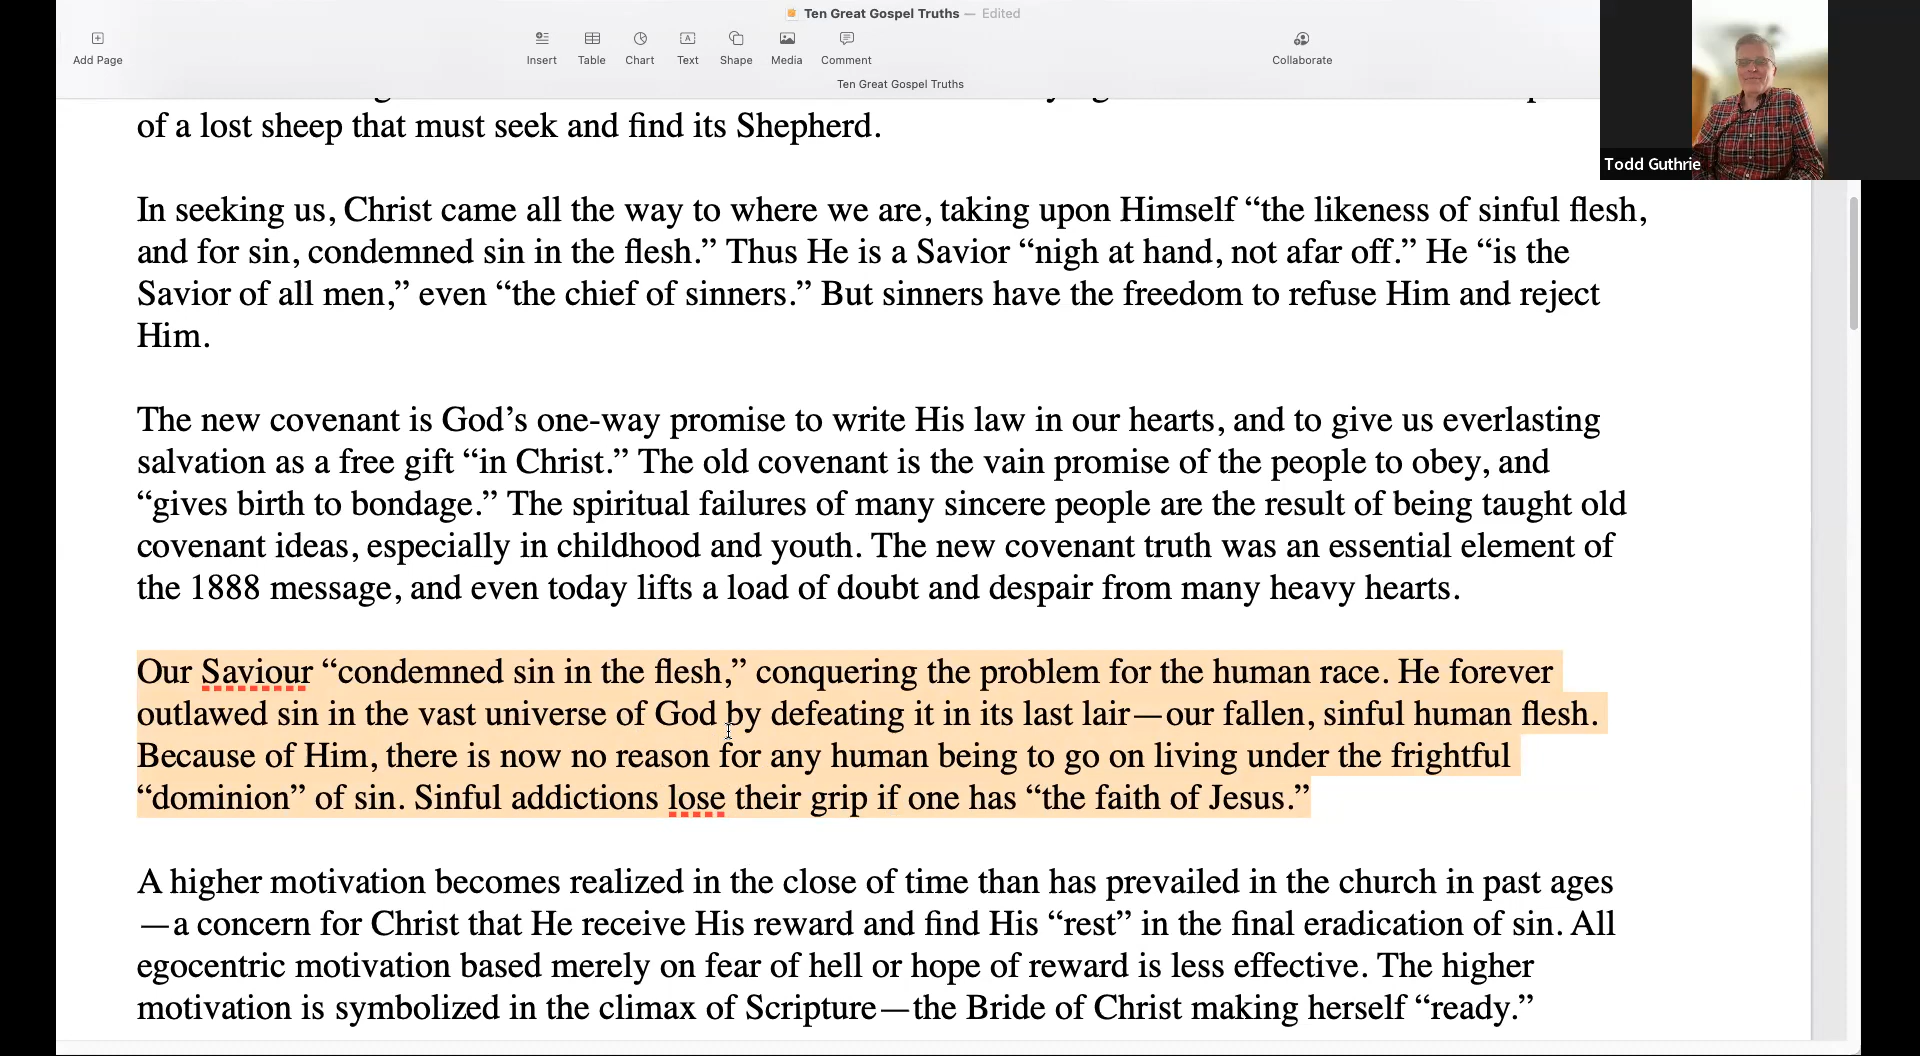 Ten Great Gospel Truths — Edited
Add Page
Insert
Table
Chart
Text
Shape
Media
Comment
Collaborate
Ten Great Gospel Truths
Todd Guthrie
of a lost sheep that must seek and find its Shepherd.
In seeking us, Christ came all the way to where we are, taking upon Himself “the likeness of sinful flesh,
and for sin, condemned sin in the flesh.” Thus He is a Savior “nigh at hand, not afar off.” He “is the
Savior of all men,” even “the chief of sinners.” But sinners have the freedom to refuse Him and reject
Him.
The new covenant is God’s one-way promise to write His law in our hearts, and to give us everlasting
salvation as a free gift “in Christ.” The old covenant is the vain promise of the people to obey, and
“gives birth to bondage.” The spiritual failures of many sincere people are the result of being taught old
covenant ideas, especially in childhood and youth. The new covenant truth was an essential element of
the 1888 message, and even today lifts a load of doubt and despair from many heavy hearts.
Our Saviour “condemned sin in the flesh,” conquering the problem for the human race. He forever
outlawed sin in the vast universe of God by defeating it in its last lair—our fallen, sinful human flesh.
Because of Him, there is now no reason for any human being to go on living under the frightful
“dominion” of sin. Sinful addictions lose their grip if one has “the faith of Jesus.”
A higher motivation becomes realized in the close of time than has prevailed in the church in past ages
—a concern for Christ that He receive His reward and find His “rest” in the final eradication of sin. All
egocentric motivation based merely on fear of hell or hope of reward is less effective. The higher
motivation is symbolized in the climax of Scripture—the Bride of Christ making herself “ready.”